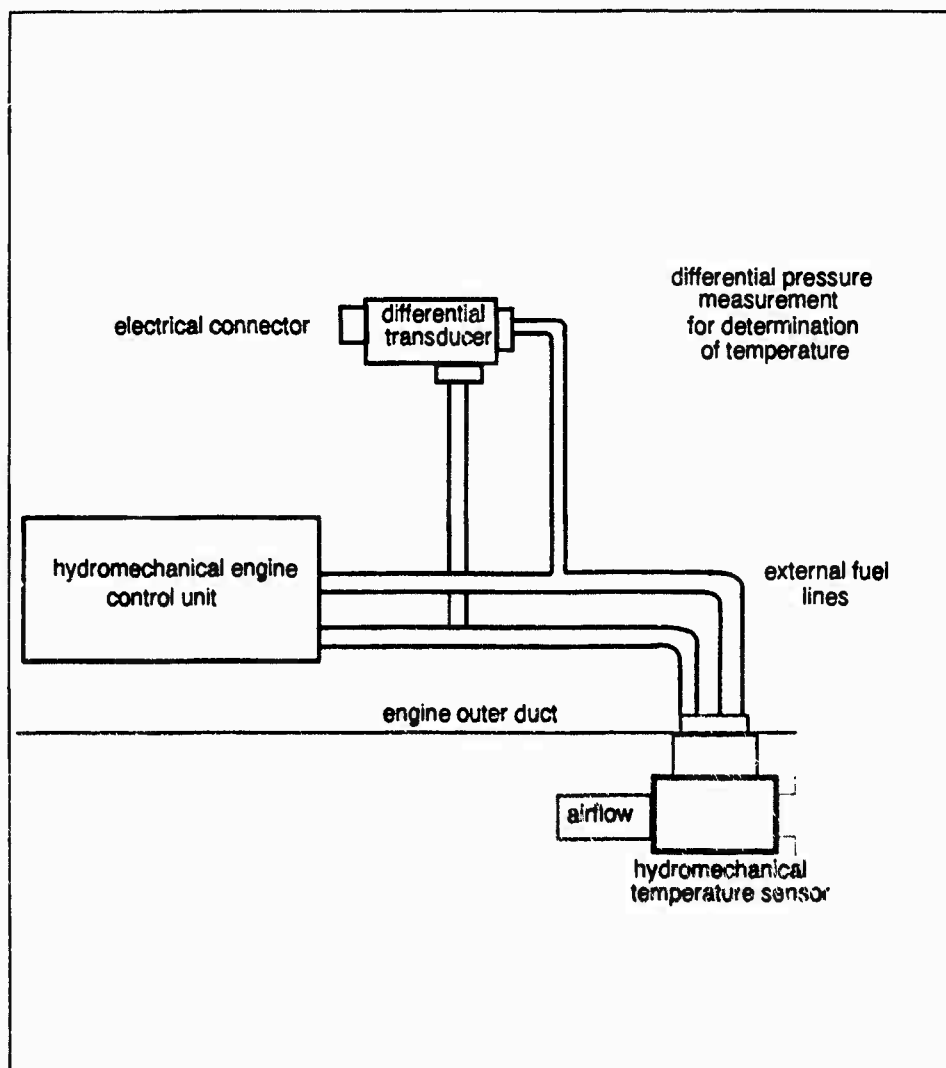 differential pressure
measurement
for determination
of temperature
electrical connector
differential
transducer
hydromechanical engine
control unit
external fuel
lines
engine outer duct
airflow
hydromechanical
temperature sensor